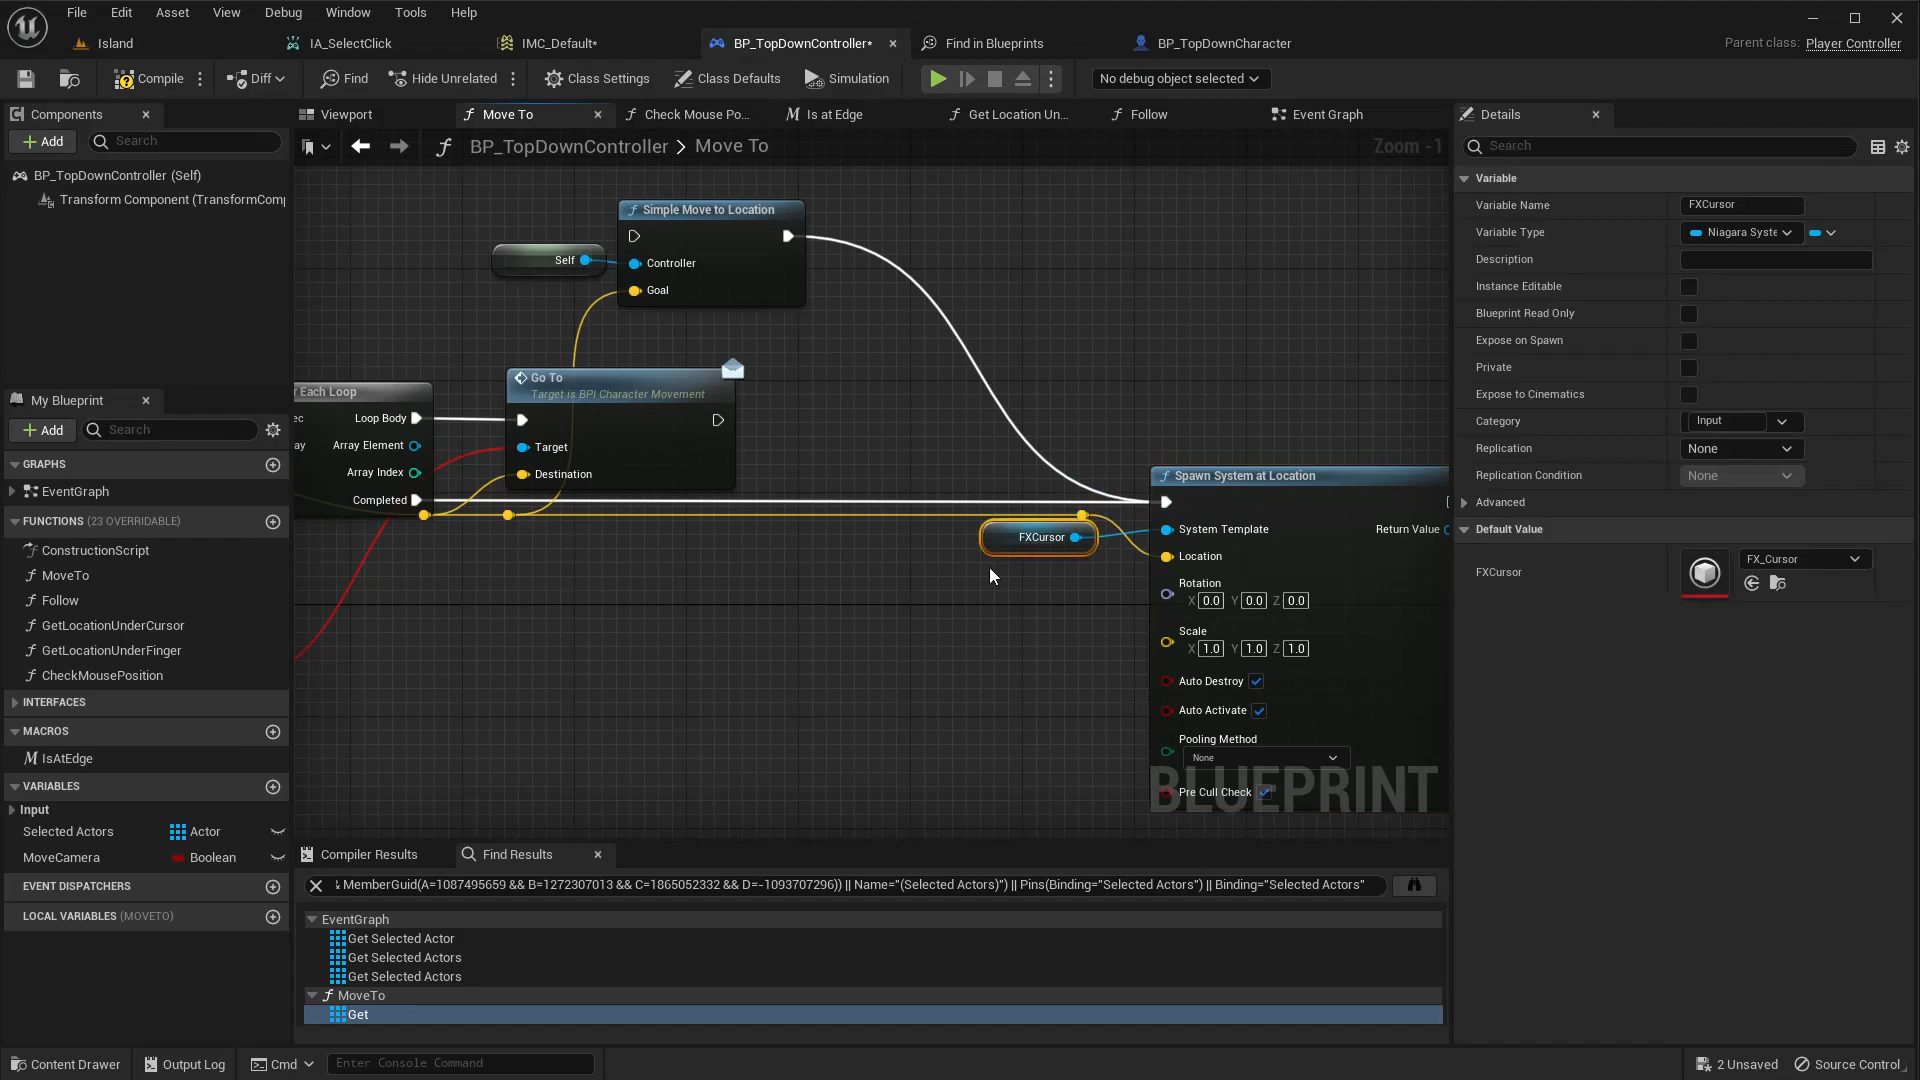 File Edit Asset View Debug Window Tools Help
Island IA_SelectClick IMC_Default* BP_TopDownController* Find in Blueprints BP_TopDownCharacter Parent class: Player Controller
Compile Diff Find Hide Unrelated Class Settings Class Defaults Simulation No debug object selected
Components Viewport Move To Check Mouse Po... Is at Edge Get Location Un... Follow Event Graph Details
Add Search BP_TopDownController > Move To Zoom -1 Search
BP_TopDownController (Self)
Transform Component (TransformComp
My Blueprint
Add Search
GRAPHS
EventGraph
FUNCTIONS (23 OVERRIDABLE)
ConstructionScript
MoveTo
Follow
GetLocationUnderCursor
GetLocationUnderFinger
CheckMousePosition
INTERFACES
MACROS
IsAtEdge
VARIABLES
Input
Selected Actors Actor
MoveCamera Boolean
EVENT DISPATCHERS
LOCAL VARIABLES (MOVETO)
Simple Move to Location
Self
Controller
Goal
r Each Loop
ec Loop Body
ay Array Element
Array Index
Completed
Go To
Target is BPI Character Movement
Target
Destination
FXCursor
Spawn System at Location
System Template Return Value
Location
Rotation
X 0.0 Y 0.0 Z 0.0
Scale
X 1.0 Y 1.0 Z 1.0
Auto Destroy
Auto Activate
Pooling Method
None
Pre Cull Check
BLUEPRINT
Variable
Variable Name FXCursor
Variable Type Niagara Syste
Description
Instance Editable
Blueprint Read Only
Expose on Spawn
Private
Expose to Cinematics
Category Input
Replication None
Replication Condition None
Advanced
Default Value
FXCursor FX_Cursor
Compiler Results Find Results
MemberGuid(A=1087495659 && B=1272307013 && C=1865052332 && D=-1093707296)) || Name="(Selected Actors)") || Pins(Binding="Selected Actors") || Binding="Selected Actors"
EventGraph
Get Selected Actor
Get Selected Actors
Get Selected Actors
MoveTo
Get
Content Drawer Output Log Cmd Enter Console Command 2 Unsaved Source Control